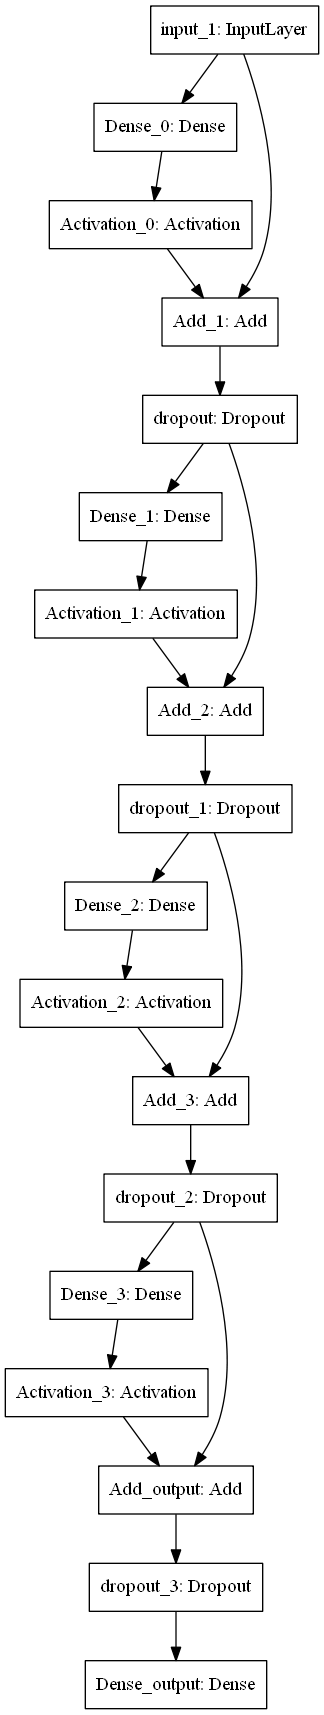 input_1: InputLayer
Dense_0: Dense
Activation_0: Activation
Add_1: Add
dropout: Dropout
Dense_1: Dense
Activation_1: Activation
Add_2: Add
dropout_1: Dropout
Dense_2: Dense
Activation_2: Activation
Add_3: Add
dropout_2: Dropout
Dense_3: Dense
Activation_3: Activation
Add_output: Add
dropout_3: Dropout
Dense_output: Dense